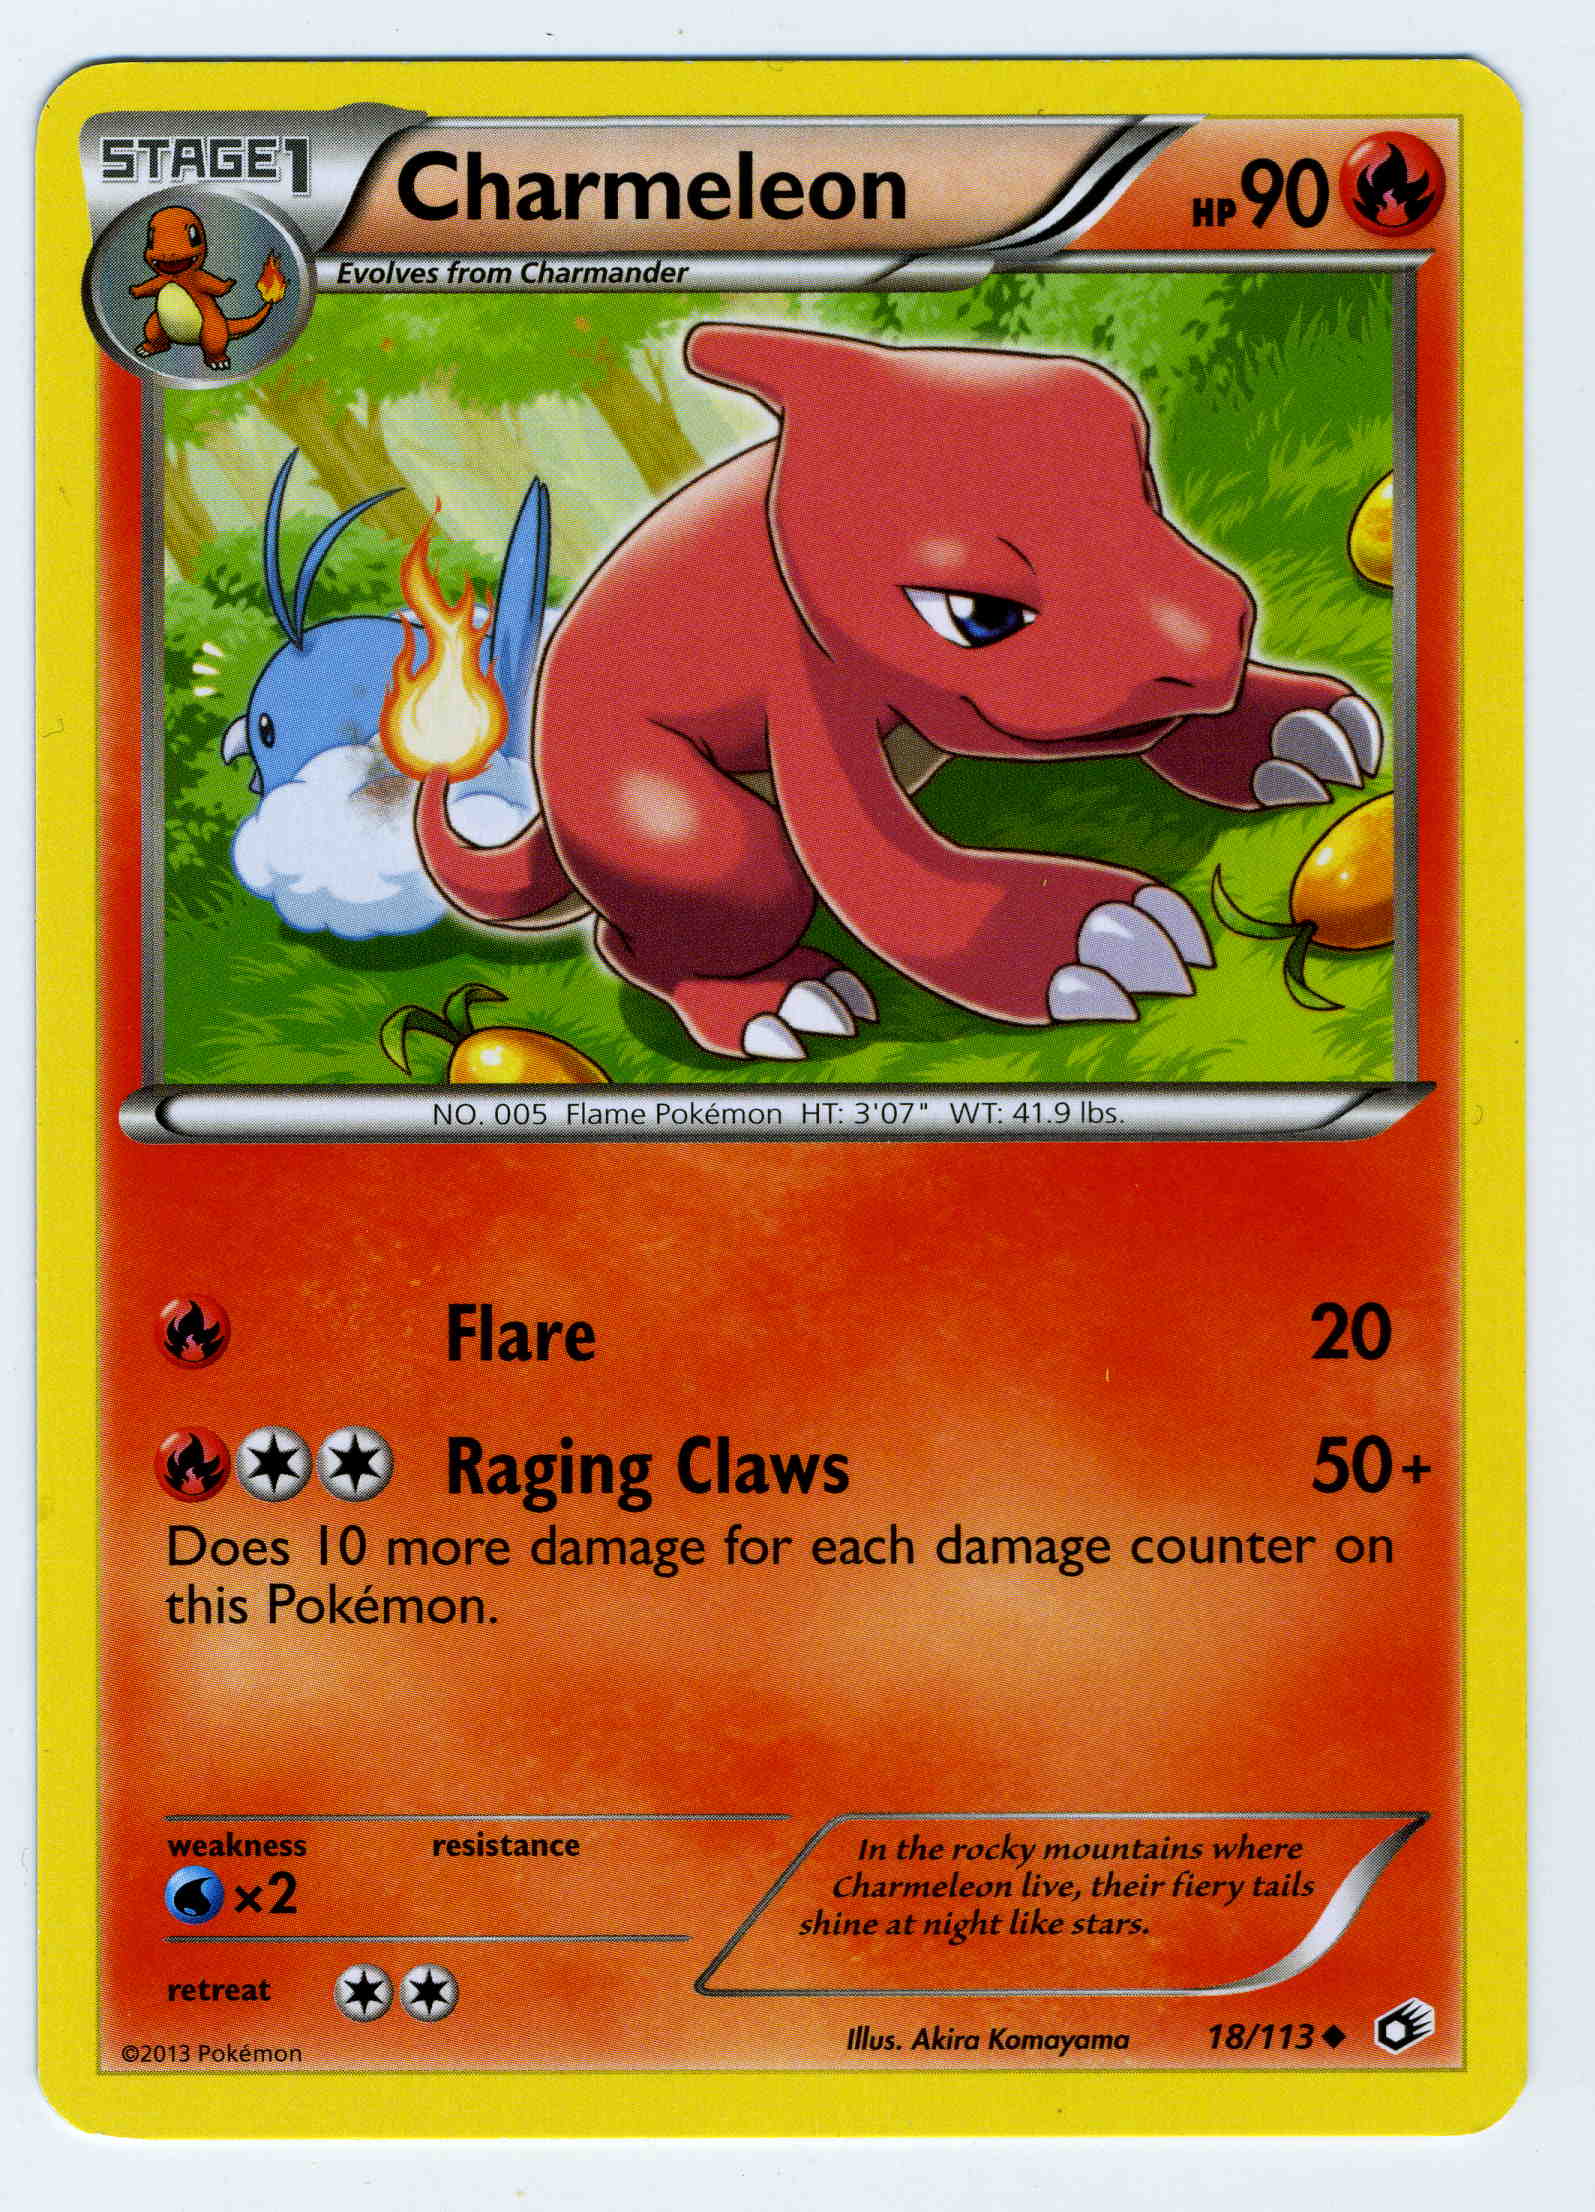 STAGE1
Charmeleon
HP90
Evolves from Charmander
NO. 005 Flame Pokémon HT: 3'07" WT: 41.9 lbs.
Flare 20
Raging Claws 50+
Does 10 more damage for each damage counter on
this Pokémon.
weakness resistance
×2
In the rocky mountains where
Charmeleon live, their fiery tails
shine at night like stars.
retreat
©2013 Pokémon
Illus. Akira Komayama 18/113